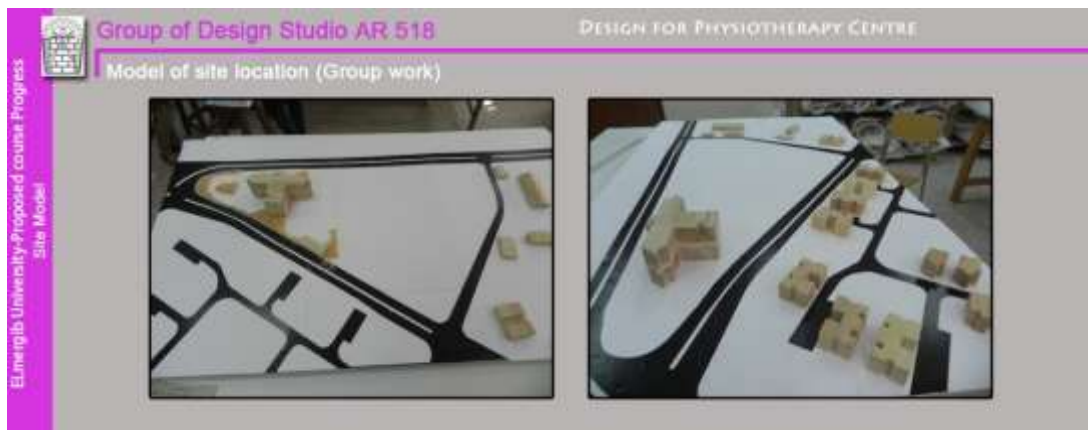 Group of Design Studio AR 518
DESIGN FOR PHYSIOTHERAPY CENTRE
Model of site location (Group work)
ELmergib University-Proposed course Progress
Site Model